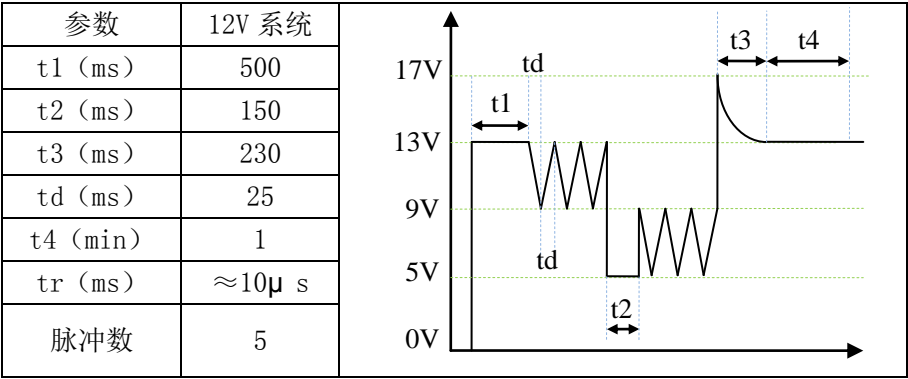 参数 12V 系统
t1（ms） 500
t2（ms） 150
t3（ms） 230
td（ms） 25
t4（min） 1
tr（ms） ≈10μ s
脉冲数 5
t3 t4
17V td
t1
13V
9V
td
5V
t2
0V